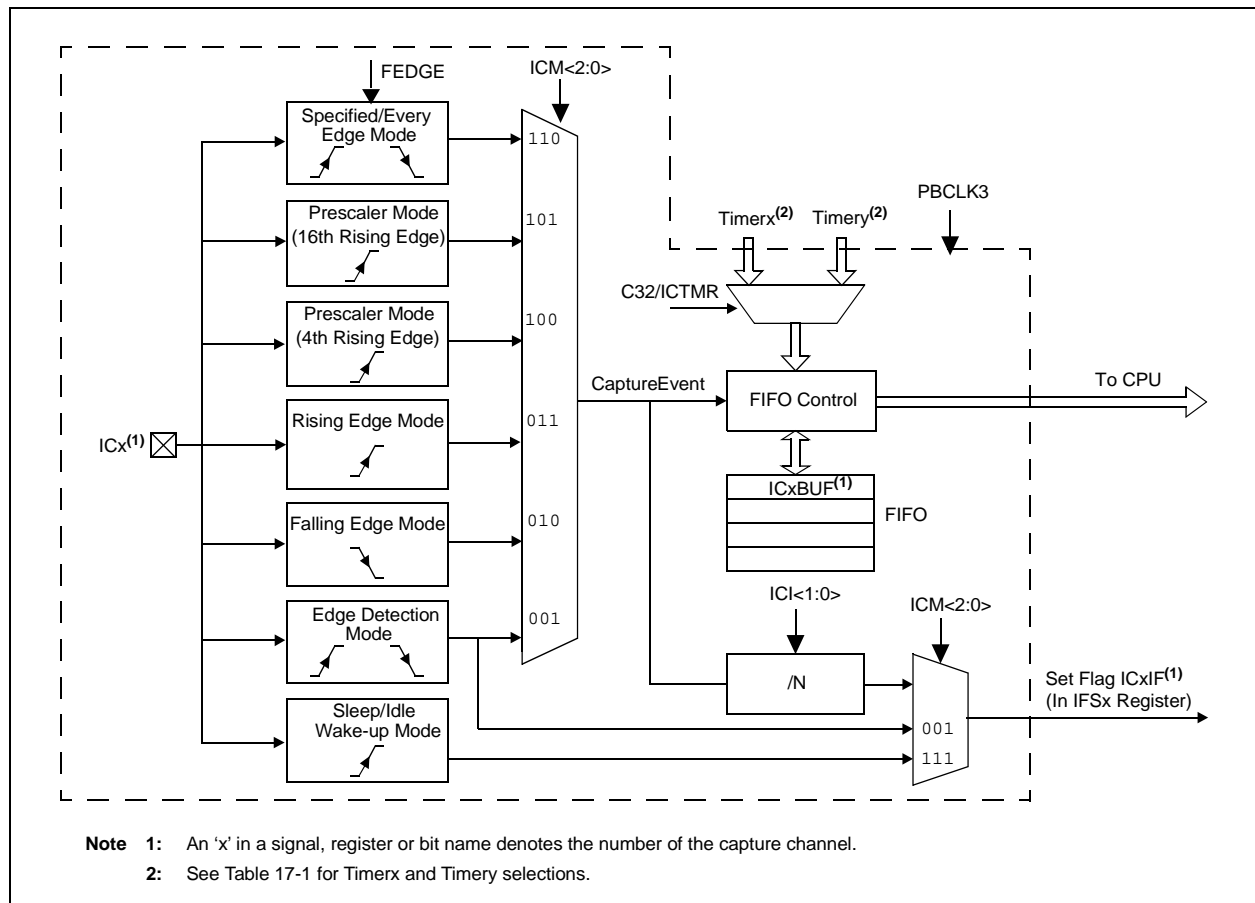 FEDGE
ICM<2:0>
Specified/Every
Edge Mode
110
PBCLK3
Prescaler Mode
(16th Rising Edge)
101
Timerx(2)
Timery(2)
C32/ICTMR
Prescaler Mode
(4th Rising Edge)
100
CaptureEvent
FIFO Control
To CPU
ICx(1)
Rising Edge Mode
011
ICxBUF(1)
FIFO
Falling Edge Mode
010
ICI<1:0>
ICM<2:0>
Edge Detection
Mode
001
/N
Set Flag ICxIF(1)
(In IFSx Register)
Sleep/Idle
Wake-up Mode
001
111
Note 1: An ‘x’ in a signal, register or bit name denotes the number of the capture channel.
2: See Table 17-1 for Timerx and Timery selections.